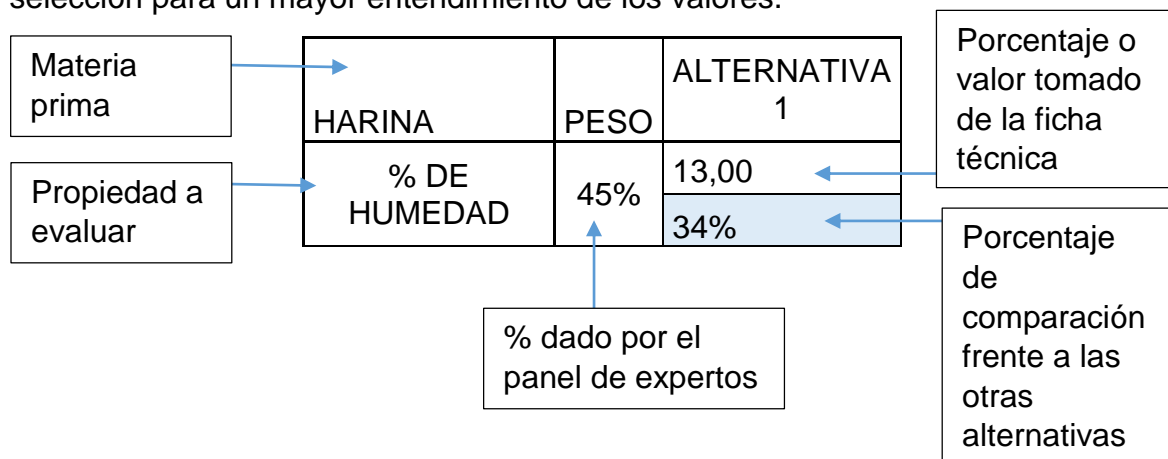 selección para un mayor entendimiento de los valores.
Materia
prima
HARINA
PESO
ALTERNATIVA
1
Porcentaje o
valor tomado
de la ficha
técnica
Propiedad a
evaluar
% DE
HUMEDAD
45%
13,00
34%
% dado por el
panel de expertos
Porcentaje
de
comparación
frente a las
otras
alternativas